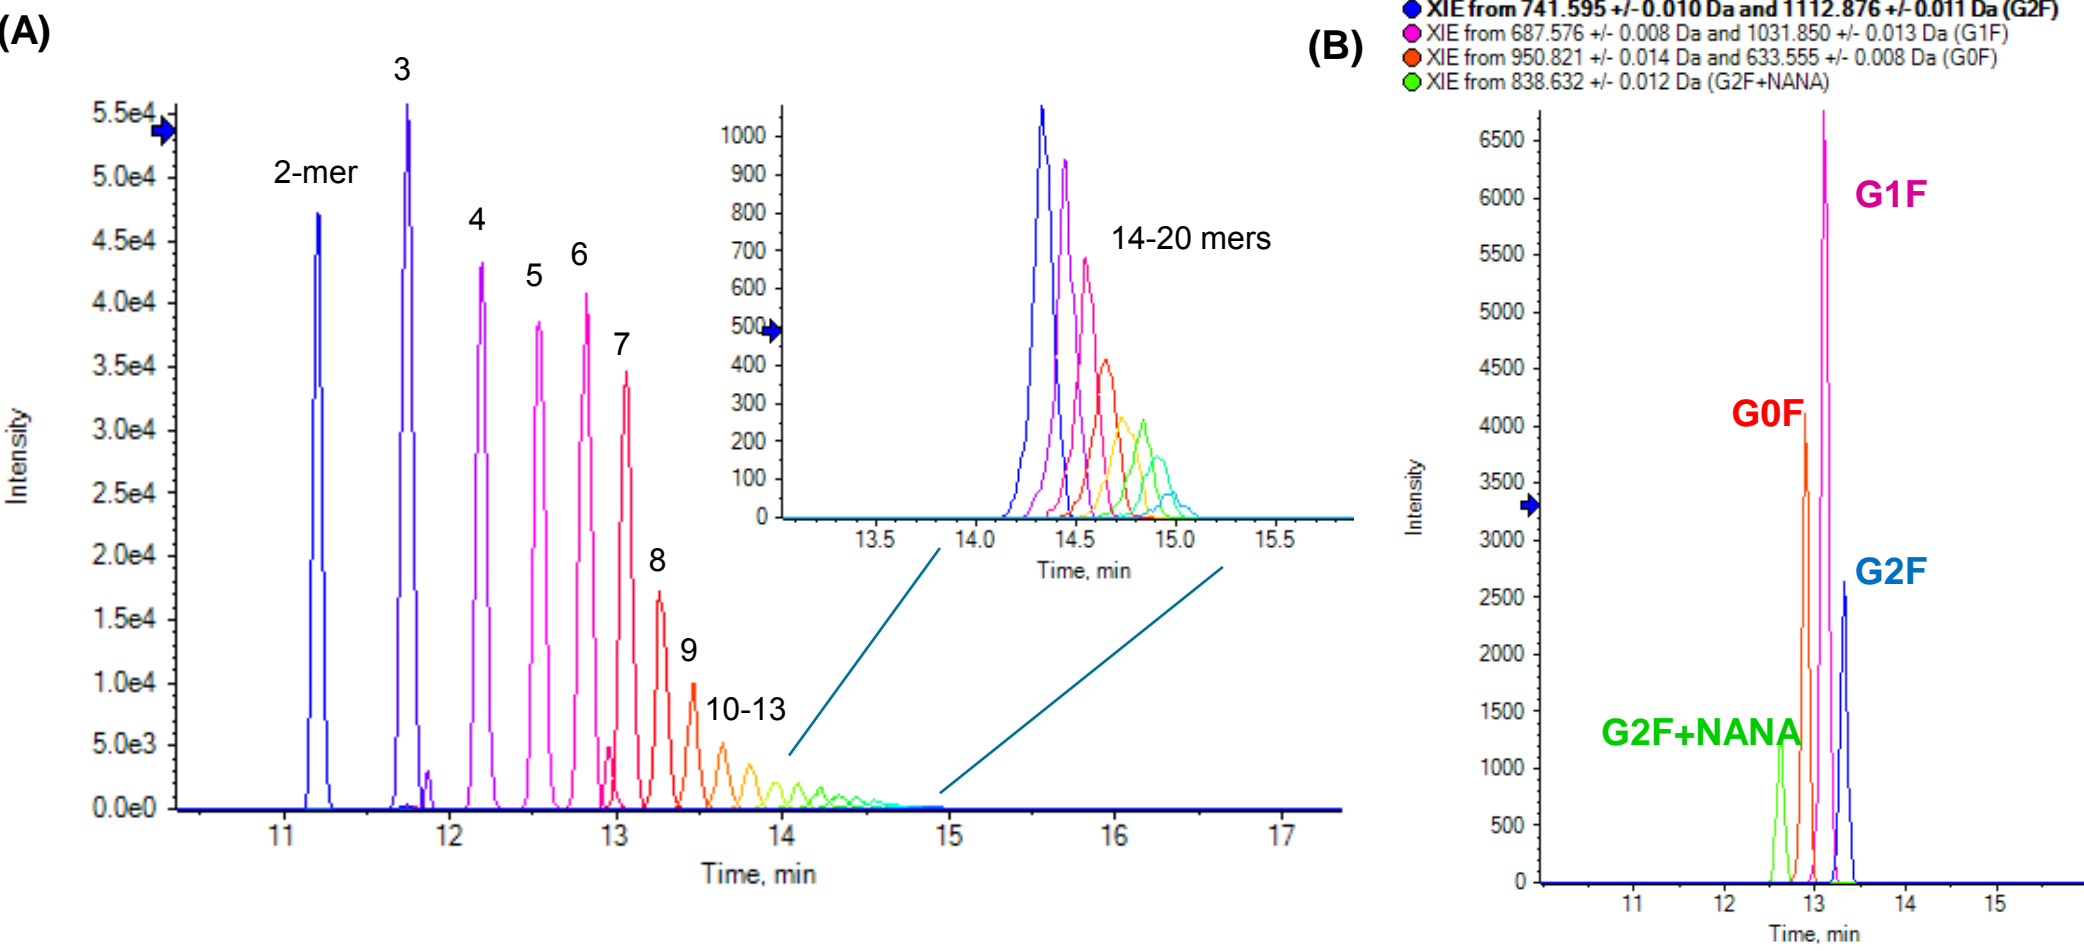 (A)
3
2-mer
4
5
6
7
8
9
10-13
5.5e4
5.0e4
4.5e4
4.0e4
3.5e4
3.0e4
2.5e4
2.0e4
1.5e4
1.0e4
5.0e3
0.0e0
Intensity
11 12 13 14 15 16 17
Time, min
1000
900
800
700
600
500
400
300
200
100
0
14-20 mers
13.5 14.0 14.5 15.0 15.5
Time, min
(B)
XIE from 741.595 +/- 0.010 Da and 1112.876 +/- 0.011 Da (G2F)
XIE from 687.576 +/- 0.008 Da and 1031.850 +/- 0.013 Da (G1F)
XIE from 950.821 +/- 0.014 Da and 633.555 +/- 0.008 Da (G0F)
XIE from 838.632 +/- 0.012 Da (G2F+NANA)
6500
6000
5500
5000
4500
4000
3500
3000
2500
2000
1500
1000
500
0
Intensity
G1F
G0F
G2F
G2F+NANA
11 12 13 14 15
Time, min